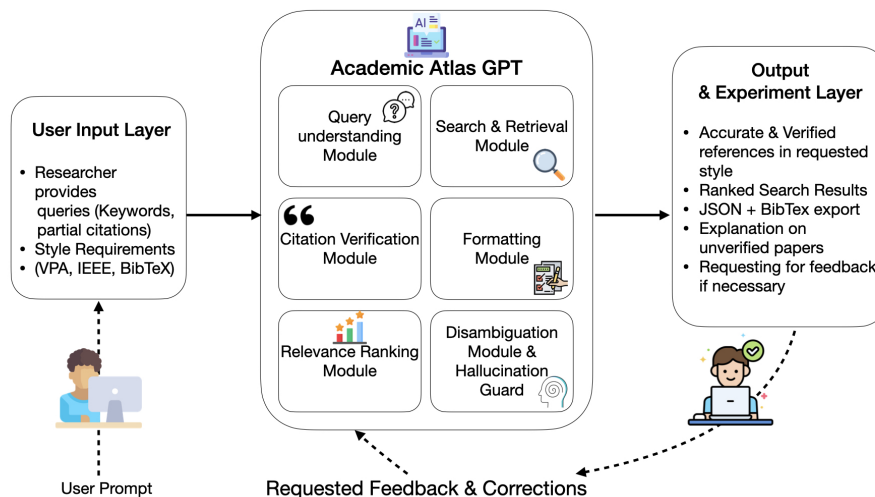 User Input Layer
• Researcher
provides
queries (Keywords,
partial citations)
• Style Requirements
• (VPA, IEEE, BibTeX)
User Prompt
AI
Academic Atlas GPT
Query
understanding
Module
Search & Retrieval
Module
Citation Verification
Module
Formatting
Module
Relevance Ranking
Module
Disambiguation
Module &
Hallucination
Guard
Output
& Experiment Layer
• Accurate & Verified
references in requested
style
• Ranked Search Results
• JSON + BibTex export
• Explanation on
unverified papers
• Requesting for feedback
if necessary
Requested Feedback & Corrections